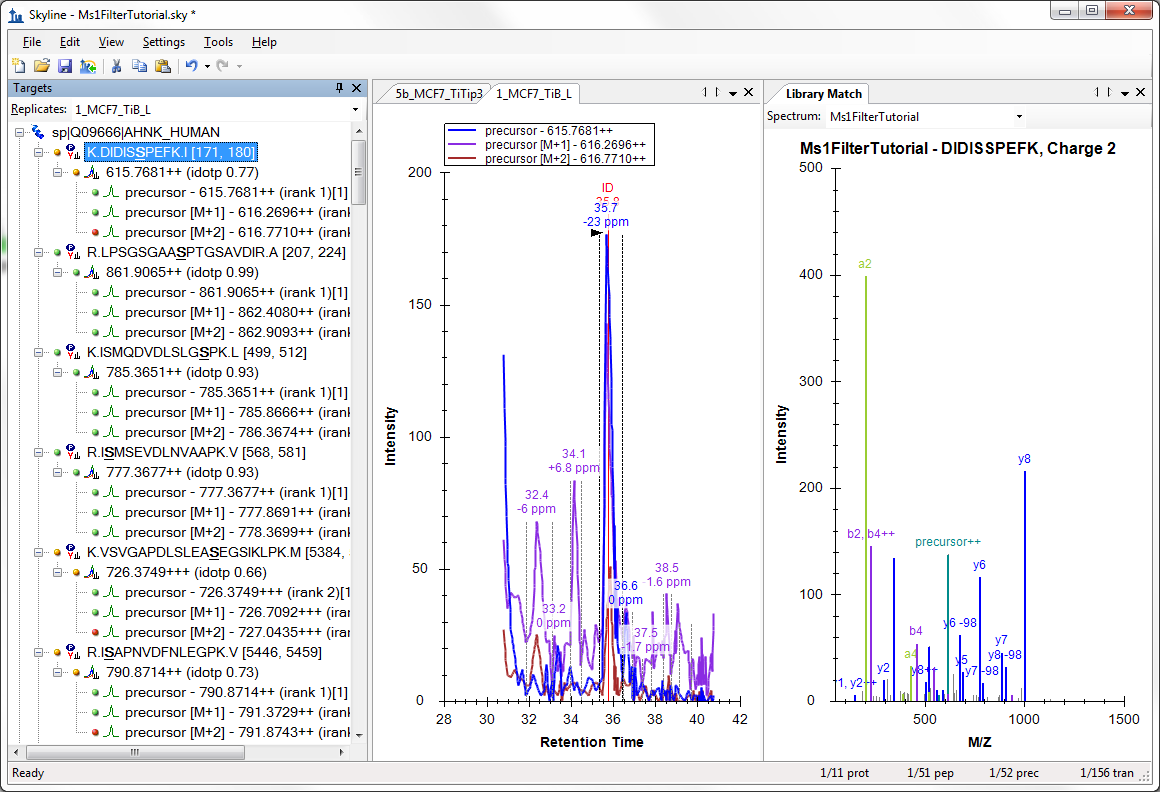 Skyline - Ms1FilterTutorial.sky *
File Edit View Settings Tools Help
Targets
Replicates: 1_MCF7_TiB_L
sp|Q09666|AHNK_HUMAN
K.DIDISSPEFK.I [171, 180]
615.7681++ (idotp 0.77)
precursor - 615.7681++ (irank 1)[1]
precursor [M+1] - 616.2696++ (irank
precursor [M+2] - 616.7710++ (irank
R.LPSGSGAASPTGSAVDIR.A [207, 224]
861.9065++ (idotp 0.99)
precursor - 861.9065++ (irank 1)[1]
precursor [M+1] - 862.4080++ (irank
precursor [M+2] - 862.9093++ (irank
K.ISMQDVDLSLGSPK.L [499, 512]
785.3651++ (idotp 0.93)
precursor - 785.3651++ (irank 1)[1]
precursor [M+1] - 785.8666++ (irank
precursor [M+2] - 786.3674++ (irank
R.ISMSEVDLNVAAPK.V [568, 581]
777.3677++ (idotp 0.93)
precursor - 777.3677++ (irank 1)[1]
precursor [M+1] - 777.8691++ (irank
precursor [M+2] - 778.3699++ (irank
K.VSVGAPDLSLEASEGSIKLPK.M [5384,
726.3749+++ (idotp 0.66)
precursor - 726.3749+++ (irank 2)[1
precursor [M+1] - 726.7092+++ (irar
precursor [M+2] - 727.0435+++ (irar
R.ISAPNVDFNLEGPK.V [5446, 5459]
790.8714++ (idotp 0.73)
precursor - 790.8714++ (irank 1)[1]
precursor [M+1] - 791.3729++ (irank
precursor [M+2] - 791.8743++ (irank
5b_MCF7_TiTip3
1_MCF7_TiB_L
precursor - 615.7681++
precursor [M+1] - 616.2696++
precursor [M+2] - 616.7710++
ID
35.7
-23 ppm
34.1
+6.8 ppm
32.4
-6 ppm
33.2
0 ppm
36.6
0 ppm
38.5
1.6 ppm
37.5
-1.7 ppm
Intensity
200
150
100
50
0
28 30 32 34 36 38 40 42
Retention Time
Library Match
Spectrum: Ms1FilterTutorial
Ms1FilterTutorial - DIDISSPEFK, Charge 2
Intensity
500
400
300
200
100
0
a2
y8
b2, b4++
precursor++
y6
b4
y6 -98
y7
a4
y5
y8 -98
y2
y8++
y7 -98
y2++
500 1000 1500
M/Z
Ready
1/11 prot 1/51 pep 1/52 prec 1/156 tran